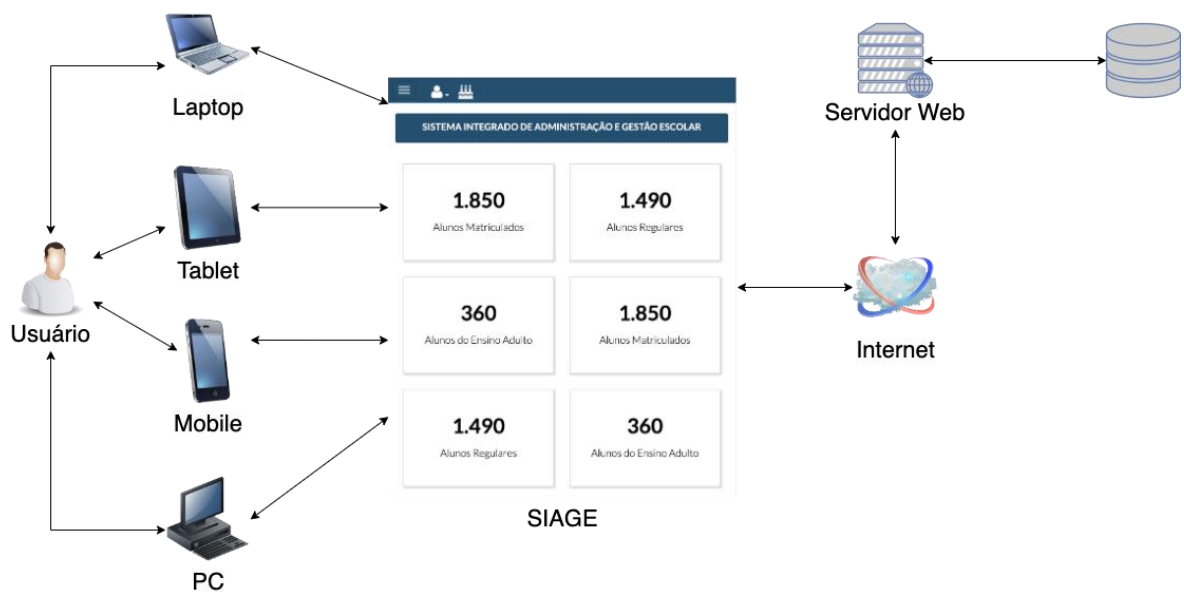 Laptop
Tablet
Usuário
Mobile
PC
SISTEMA INTEGRADO DE ADMINISTRAÇÃO E GESTÃO ESCOLAR
1.850
Alunos Matriculados
1.490
Alunos Regulares
360
Alunos do Ensino Adulto
1.850
Alunos Matriculados
1.490
Alunos Regulares
360
Alunos do Ensino Adulto
SIAGE
Servidor Web
Internet